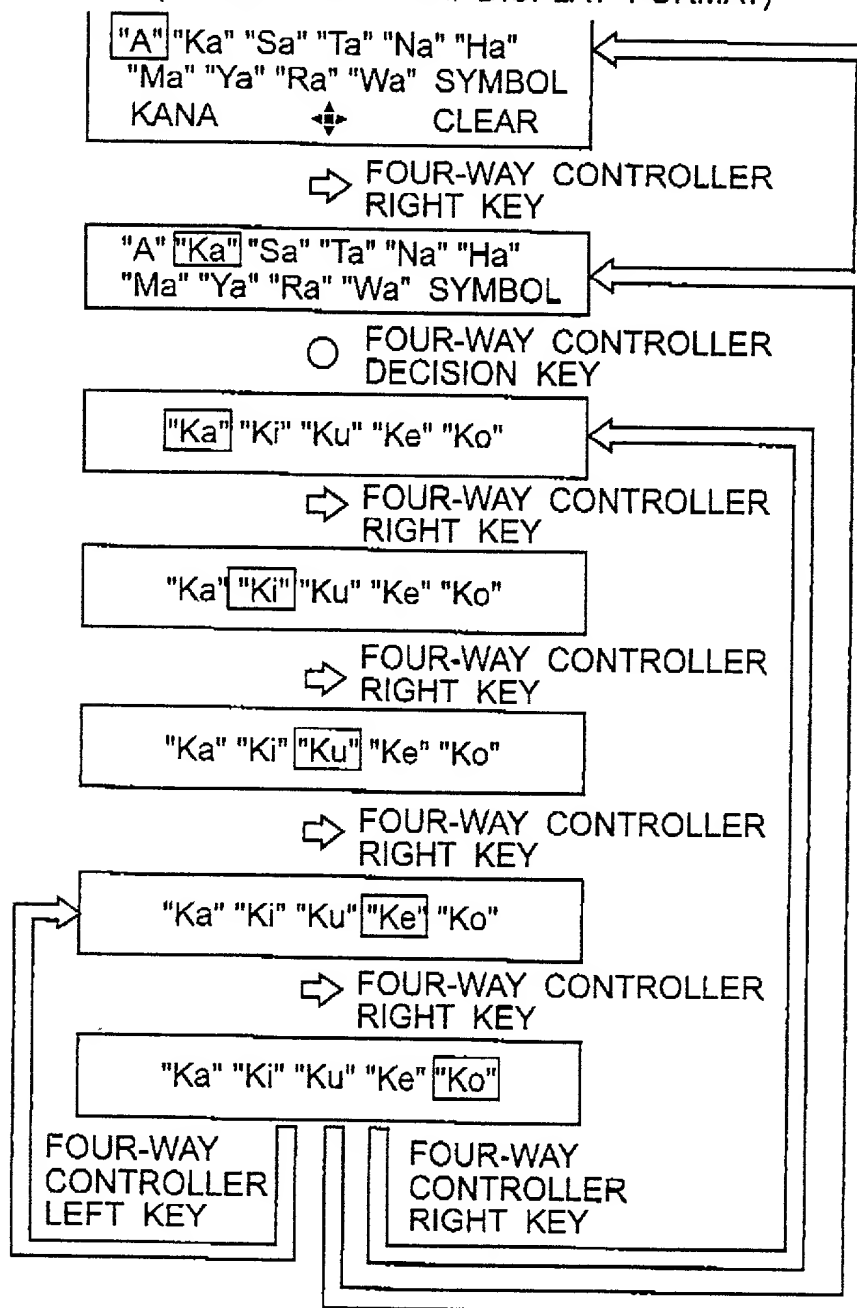 "A" "Ka" "Sa" "Ta" "Na" "Ha"
"Ma" "Ya" "Ra" "Wa" SYMBOL
KANA CLEAR
FOUR-WAY CONTROLLER
RIGHT KEY
"A" "Ka" "Sa" "Ta" "Na" "Ha"
"Ma" "Ya" "Ra" "Wa" SYMBOL
FOUR-WAY CONTROLLER
DECISION KEY
"Ka" "Ki" "Ku" "Ke" "Ko"
FOUR-WAY CONTROLLER
RIGHT KEY
"Ka" "Ki" "Ku" "Ke" "Ko"
FOUR-WAY CONTROLLER
RIGHT KEY
"Ka" "Ki" "Ku" "Ke" "Ko"
FOUR-WAY CONTROLLER
RIGHT KEY
"Ka" "Ki" "Ku" "Ke" "Ko"
FOUR-WAY CONTROLLER
RIGHT KEY
"Ka" "Ki" "Ku" "Ke" "Ko"
FOUR-WAY
CONTROLLER
LEFT KEY
FOUR-WAY
CONTROLLER
RIGHT KEY